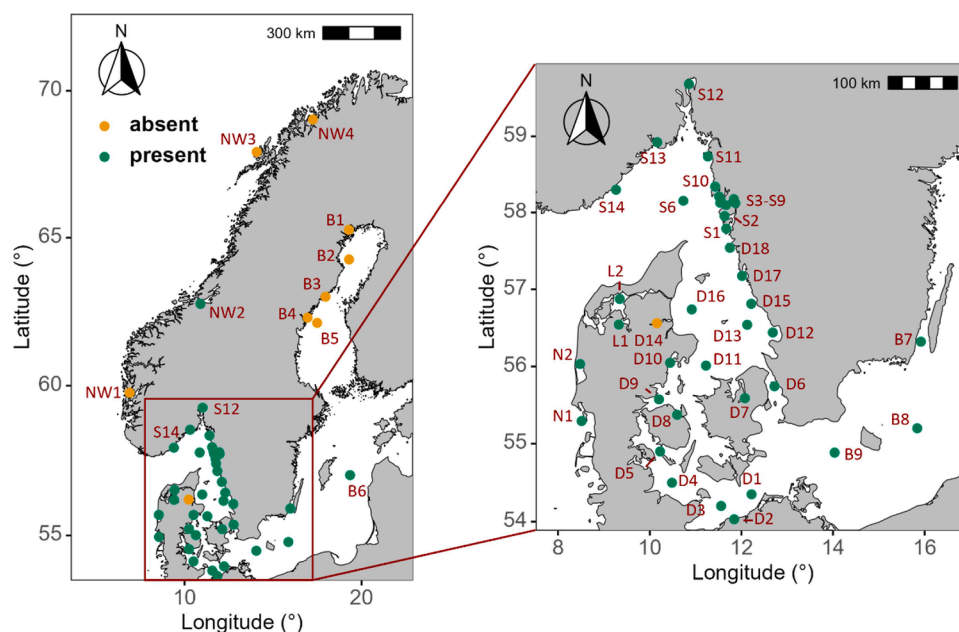 N
300 km
absent
present
NW3
NW4
B1
B2
B3
B4
B5
NW2
NW1
S12
S14
B6
70
65
60
55
10
20
Latitude (°)
Longitude (°)
N
100 km
S12
S13
S11
S10
S14
S6
S3-S9
S2
S1
D18
L2
D17
D16
D15
L1
D14
D13
D12
B7
N2
D10
D11
D9
D6
N1
D8
D7
B8
D5
D4
D1
B9
D3
D2
59
58
57
56
55
54
8
10
12
14
16
Latitude (°)
Longitude (°)